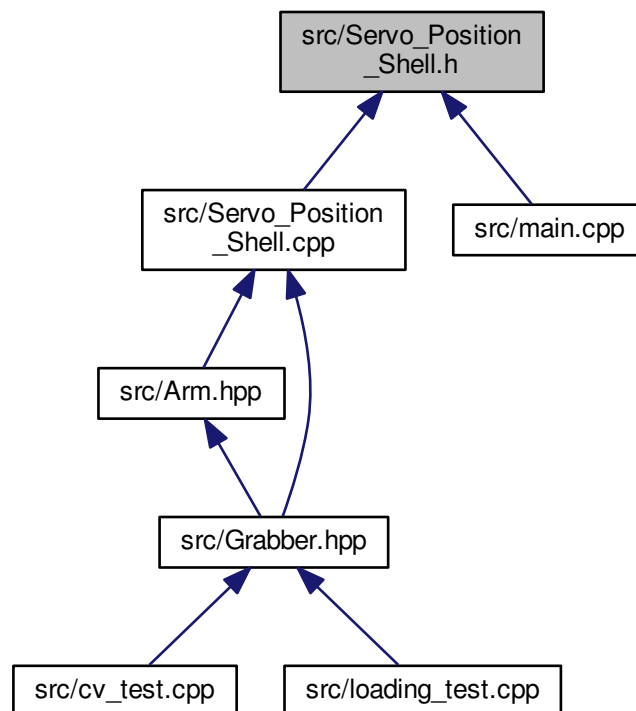 src/Servo_Position
_Shell.h
src/Servo_Position
_Shell.cpp
src/main.cpp
src/Arm.hpp
src/Grabber.hpp
src/cv_test.cpp
src/loading_test.cpp